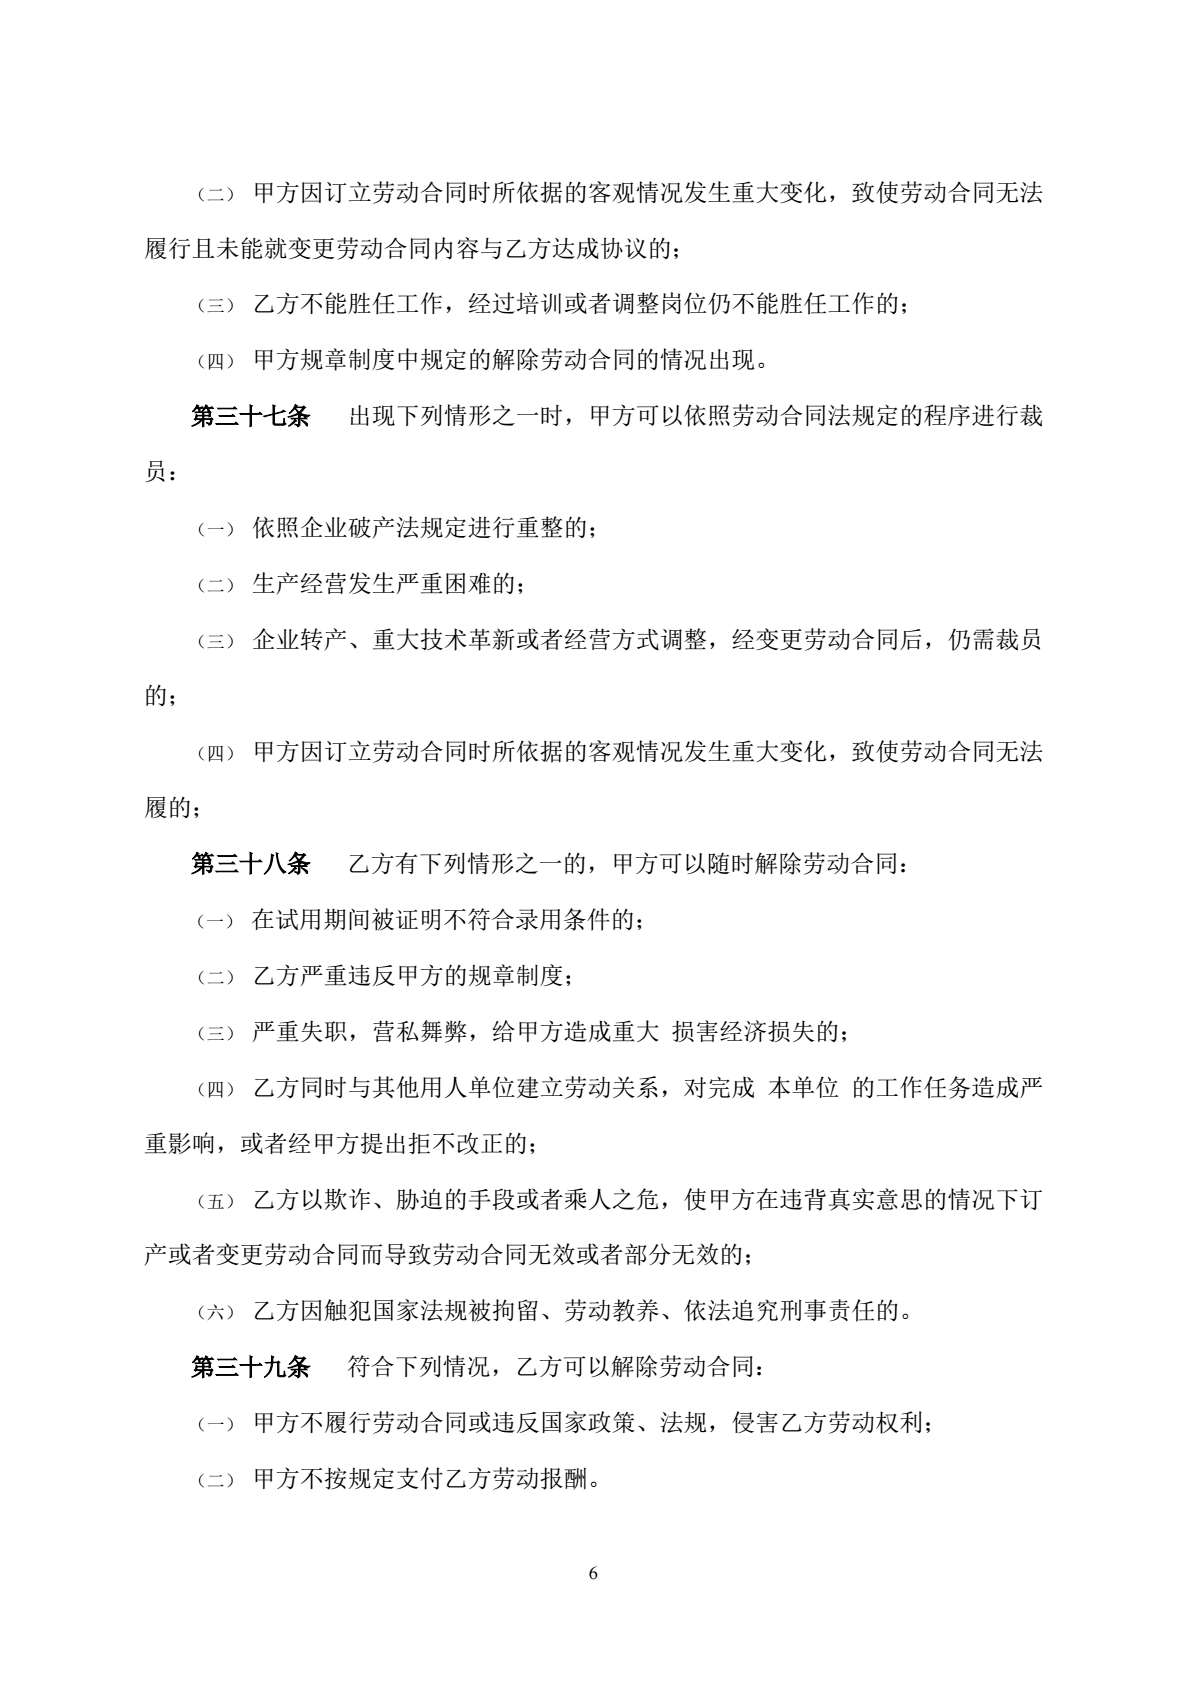 （二） 甲方因订立劳动合同时所依据的客观情况发生重大变化，致使劳动合同无法
履行且未能就变更劳动合同内容与乙方达成协议的；
（三） 乙方不能胜任工作，经过培训或者调整岗位仍不能胜任工作的；
（四） 甲方规章制度中规定的解除劳动合同的情况出现。
第三十七条 出现下列情形之一时，甲方可以依照劳动合同法规定的程序进行裁
员：
（一） 依照企业破产法规定进行重整的；
（二） 生产经营发生严重困难的；
（三） 企业转产、重大技术革新或者经营方式调整，经变更劳动合同后，仍需裁员
的；
（四） 甲方因订立劳动合同时所依据的客观情况发生重大变化，致使劳动合同无法
履的；
第三十八条 乙方有下列情形之一的，甲方可以随时解除劳动合同：
（一） 在试用期间被证明不符合录用条件的；
（二） 乙方严重违反甲方的规章制度；
（三） 严重失职，营私舞弊，给甲方造成重大 损害经济损失的；
（四） 乙方同时与其他用人单位建立劳动关系，对完成 本单位 的工作任务造成严
重影响，或者经甲方提出拒不改正的；
（五） 乙方以欺诈、胁迫的手段或者乘人之危，使甲方在违背真实意思的情况下订
产或者变更劳动合同而导致劳动合同无效或者部分无效的；
（六） 乙方因触犯国家法规被拘留、劳动教养、依法追究刑事责任的。
第三十九条 符合下列情况，乙方可以解除劳动合同：
（一） 甲方不履行劳动合同或违反国家政策、法规，侵害乙方劳动权利；
（二） 甲方不按规定支付乙方劳动报酬。
6